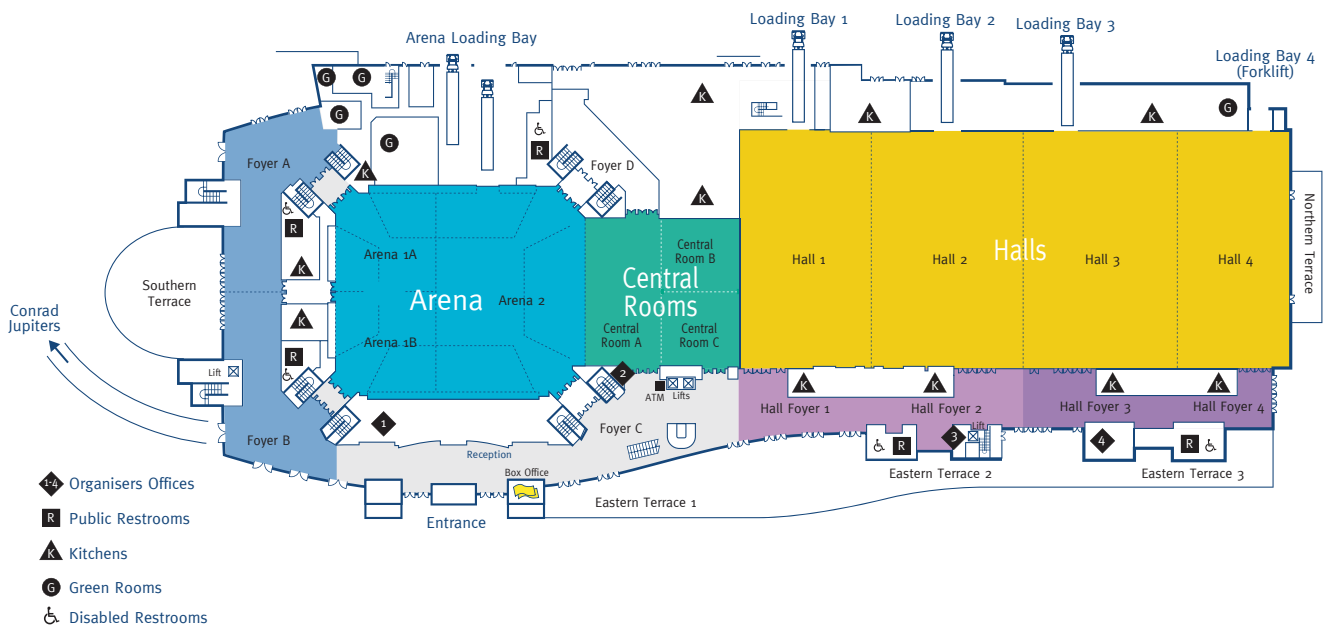 Loading Bay 1
Loading Bay 2
Loading Bay 3
Arena Loading Bay
Loading Bay 4
(Forklift)
G
G
G
K
K
K
G
G
R
Foyer A
Foyer D
K
K
R
Northern Terrace
Arena 1A
Central
Room B
Halls
Hall 1
Hall 2
Hall 3
Hall 4
K
Southern
Terrace
Arena
Arena 2
Central
Rooms
Conrad
Jupiters
K
Arena 1B
Central
Room A
Central
Room C
R
Lift
2
ATM
Lifts
K
K
K
K
Hall Foyer 1
Hall Foyer 2
Hall Foyer 3
Hall Foyer 4
1
Foyer B
Foyer C
Lift
3
4
R
R
Reception
Box Office
Eastern Terrace 1
Eastern Terrace 2
Eastern Terrace 3
Entrance
1-4 Organisers Offices
R Public Restrooms
K Kitchens
G Green Rooms
Disabled Restrooms